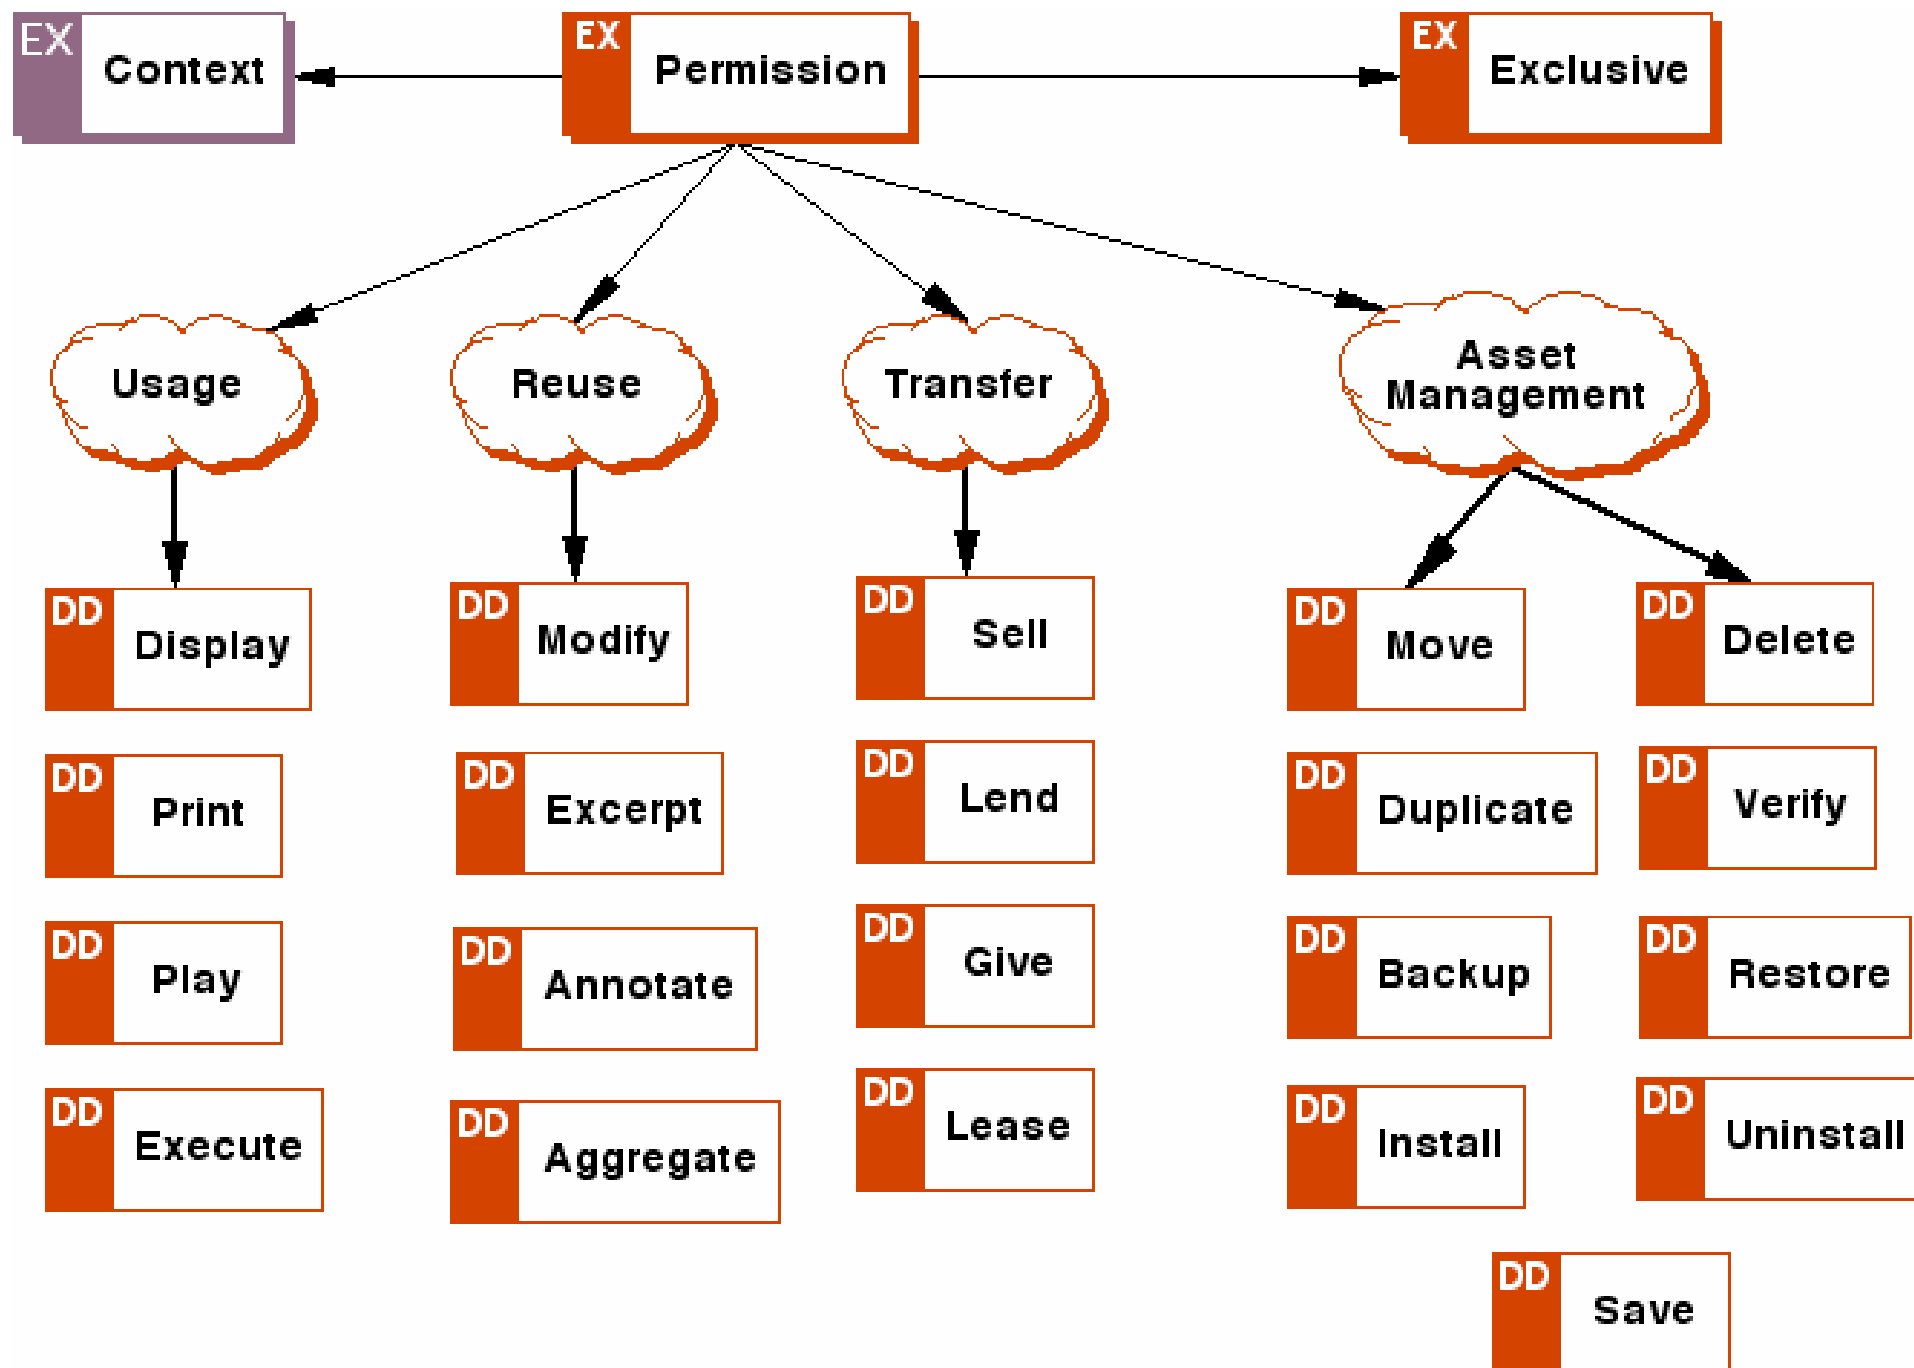 EX Context
EX Permission
EX Exclusive
Usage
Reuse
Transfer
Asset
Management
DD Display
DD Modify
DD Sell
DD Move
DD Delete
DD Print
DD Excerpt
DD Lend
DD Duplicate
DD Verify
DD Play
DD Annotate
DD Give
DD Backup
DD Restore
DD Execute
DD Aggregate
DD Lease
DD Install
DD Uninstall
DD Save